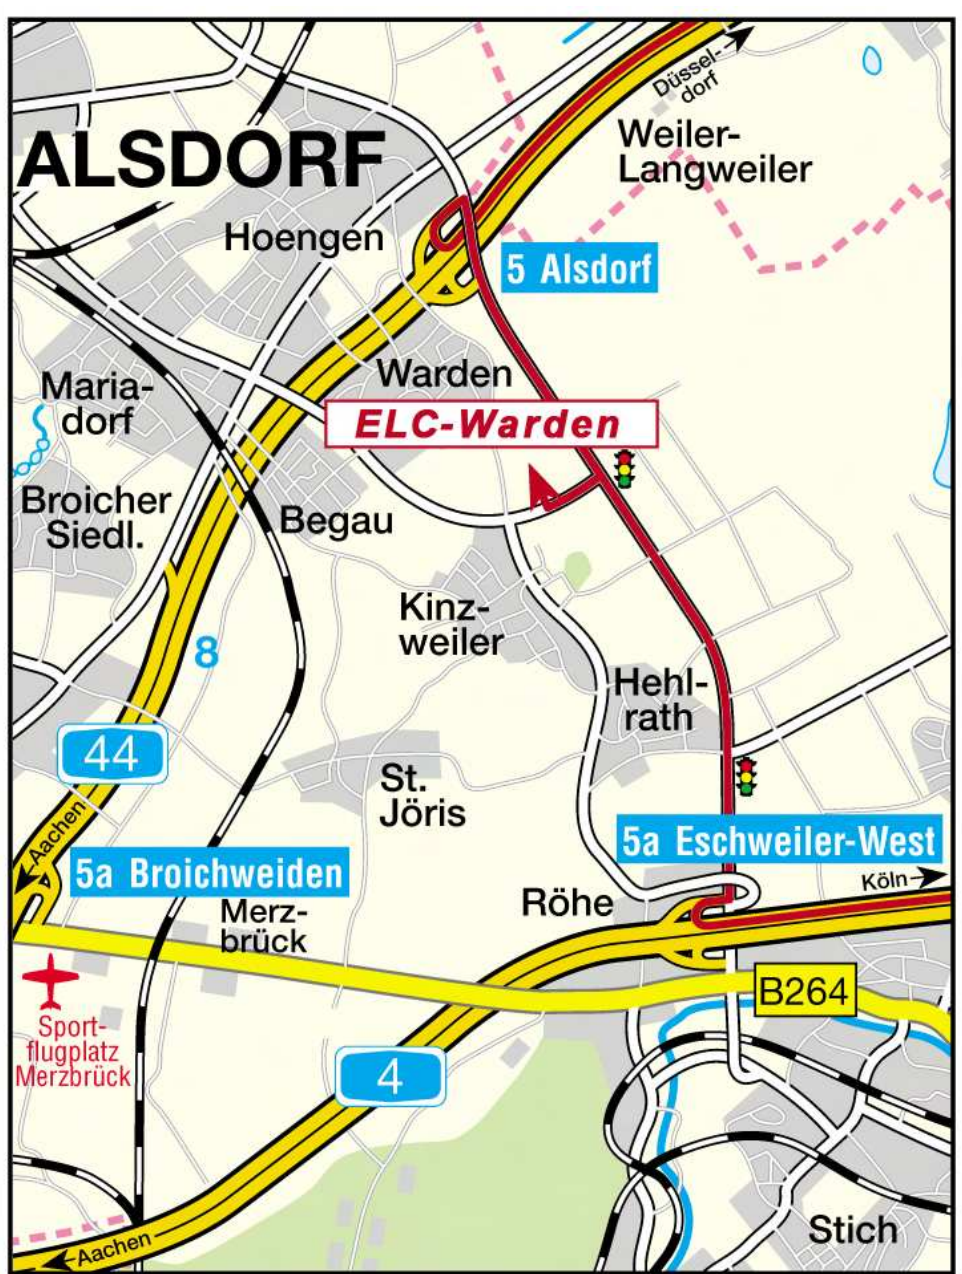 Düssel-
dorf
Weiler-
Langweiler
ALSDORF
Hoengen
5 Alsdorf
Warden
Maria-
dorf
ELC-Warden
Broicher
Siedl.
Begau
Kinz-
weiler
8
Hehl-
rath
44
St.
Jöris
Aachen
5a Eschweiler-West
5a Broichweiden
Köln
Röhe
Merz-
brück
B264
Sport-
flugplatz
Merzbrück
4
Stich
Aachen